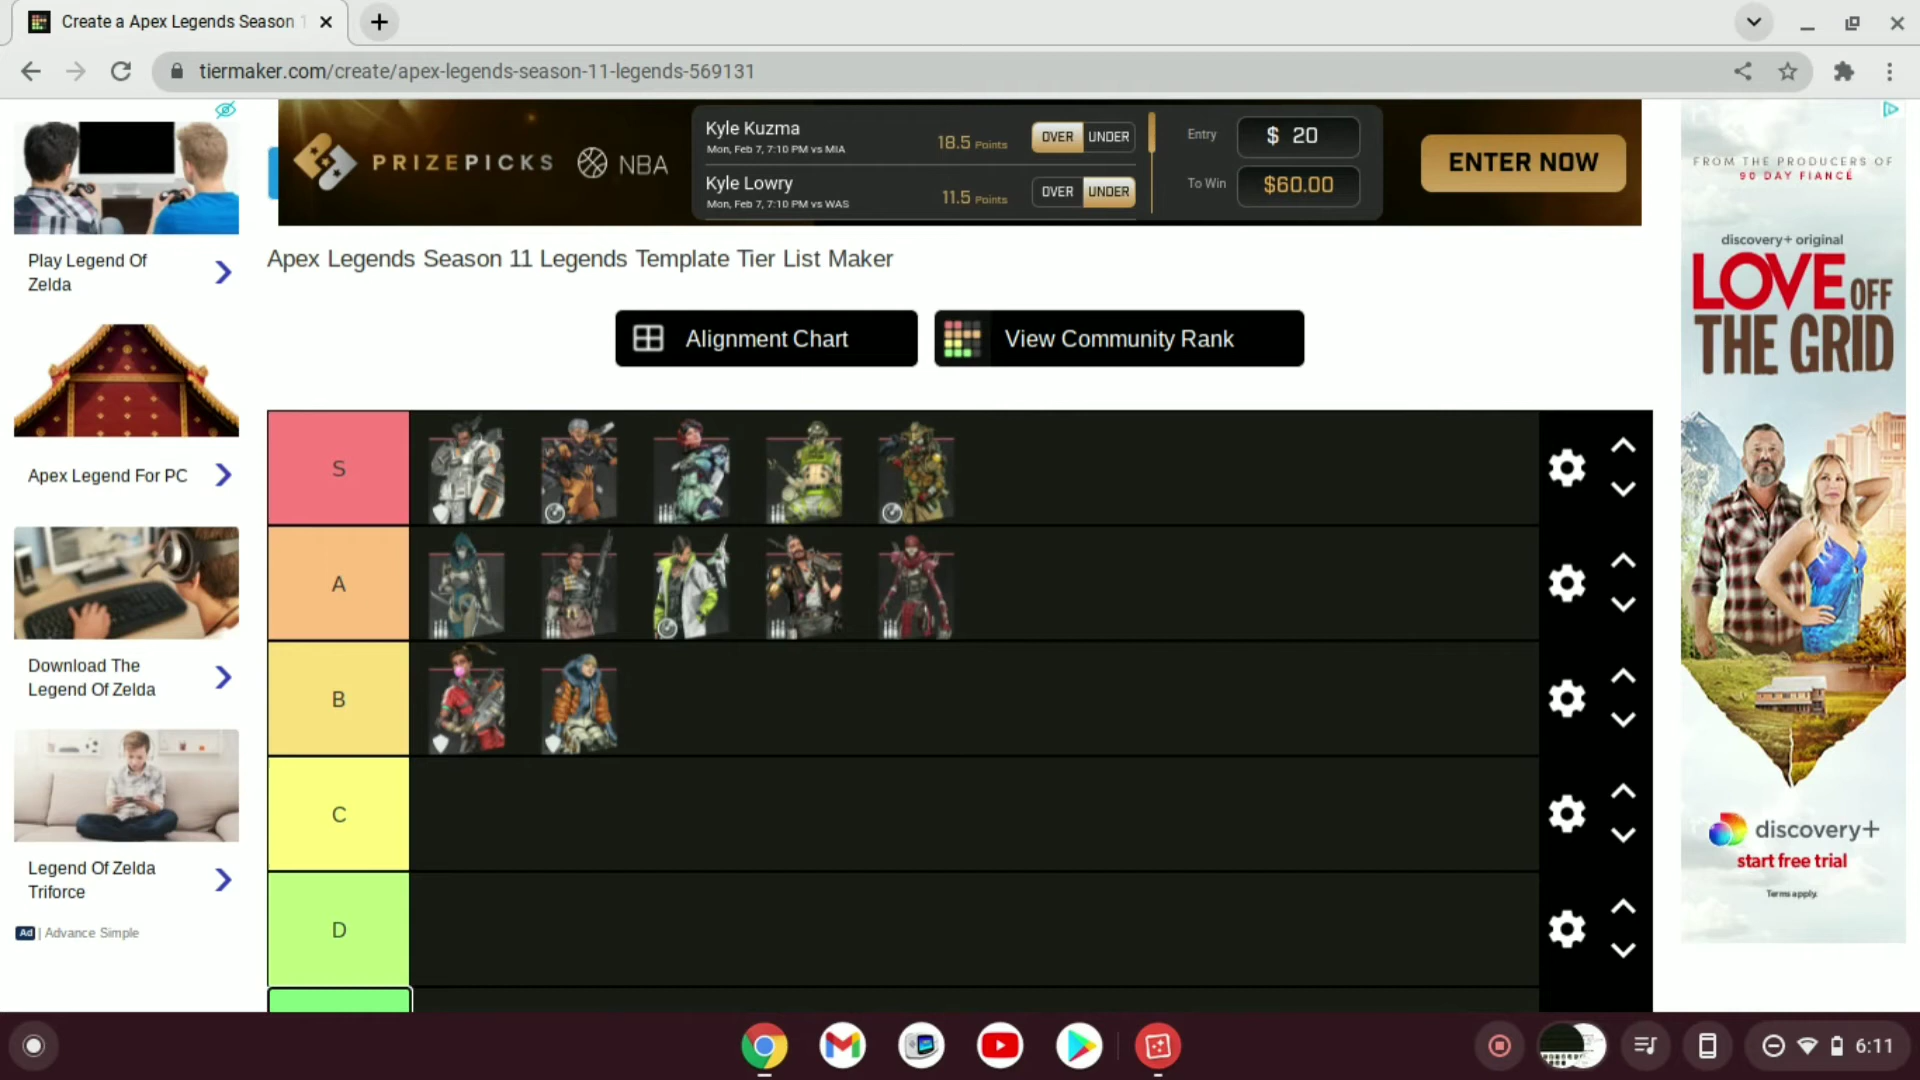 Create a Apex Legends Season 1
tiermaker.com/create/apex-legends-season-11-legends-569131
PRIZEPICKS
NBA
Kyle Kuzma
Mon, Feb 7, 7:10 PM vs MIA
18.5 Points
OVER
UNDER
Kyle Lowry
Mon, Feb 7, 7:10 PM vs WAS
11.5 Points
OVER
UNDER
Entry
$ 20
To Win
$60.00
ENTER NOW
Play Legend Of
Zelda
Apex Legend For PC
Download The
Legend Of Zelda
Legend Of Zelda
Triforce
Ad | Advance Simple
Apex Legends Season 11 Legends Template Tier List Maker
Alignment Chart
View Community Rank
S
A
B
C
D
FROM THE PRODUCERS OF
90 DAY FIANCÉ
discovery+ original
LOVE OFF
THE GRID
discovery+
start free trial
Terms apply.
6:11